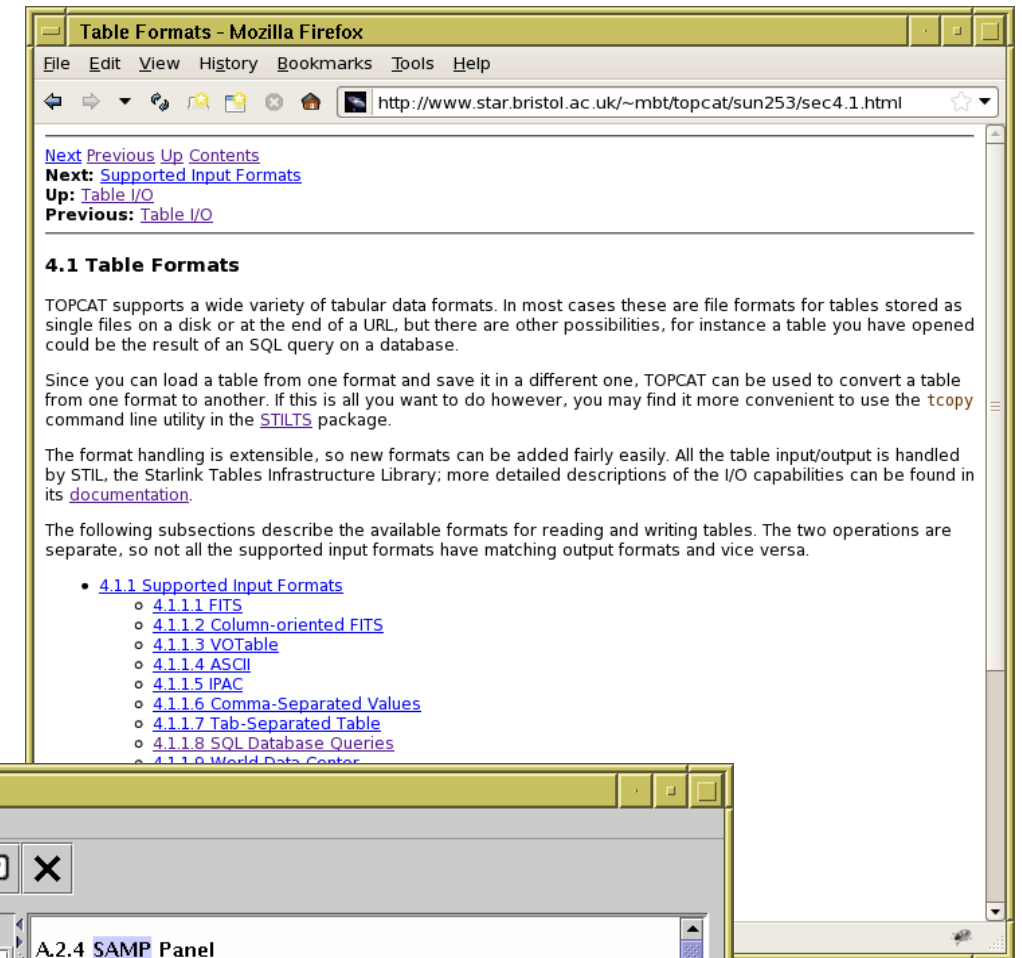 Table Formats - Mozilla Firefox
File Edit View History Bookmarks Tools Help
http://www.star.bristol.ac.uk/~mbt/topcat/sun253/sec4.1.html
Next Previous Up Contents
Next: Supported Input Formats
Up: Table I/O
Previous: Table I/O
4.1 Table Formats
TOPCAT supports a wide variety of tabular data formats. In most cases these are file formats for tables stored as
single files on a disk or at the end of a URL, but there are other possibilities, for instance a table you have opened
could be the result of an SQL query on a database.
Since you can load a table from one format and save it in a different one, TOPCAT can be used to convert a table
from one format to another. If this is all you want to do however, you may find it more convenient to use the tcopy
command line utility in the STILTS package.
The format handling is extensible, so new formats can be added fairly easily. All the table input/output is handled
by STIL, the Starlink Tables Infrastructure Library; more detailed descriptions of the I/O capabilities can be found in
its documentation.
The following subsections describe the available formats for reading and writing tables. The two operations are
separate, so not all the supported input formats have matching output formats and vice versa.
• 4.1.1 Supported Input Formats
4.1.1.1 FITS
4.1.1.2 Column-oriented FITS
4.1.1.3 VOTable
4.1.1.4 ASCII
4.1.1.5 IPAC
4.1.1.6 Comma-Separated Values
4.1.1.7 Tab-Separated Table
4.1.1.8 SQL Database Queries
4.1.1.9 World Data Center
A.2.4 SAMP Panel